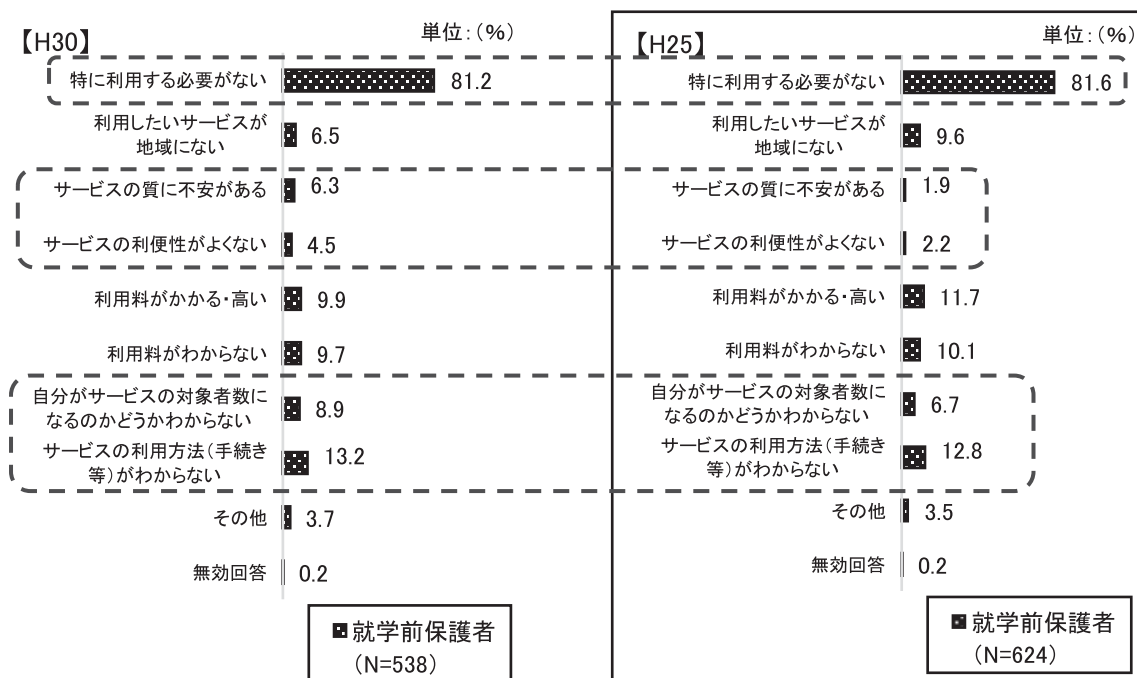 【H30】
単位：（%）
特に利用する必要がない
81.2
利用したいサービスが
地域にない
6.5
サービスの質に不安がある
6.3
サービスの利便性がよくない
4.5
利用料がかかる・高い
9.9
利用料がわからない
9.7
自分がサービスの対象者数に
なるのかどうかわからない
8.9
サービスの利用方法（手続き
等）がわからない
13.2
その他
3.7
無効回答
0.2
就学前保護者
（N=538）
【H25】
単位：（%）
特に利用する必要がない
81.6
利用したいサービスが
地域にない
9.6
サービスの質に不安がある
1.9
サービスの利便性がよくない
2.2
利用料がかかる・高い
11.7
利用料がわからない
10.1
自分がサービスの対象者数に
なるのかどうかわからない
6.7
サービスの利用方法（手続き
等）がわからない
12.8
その他
3.5
無効回答
0.2
就学前保護者
（N=624）